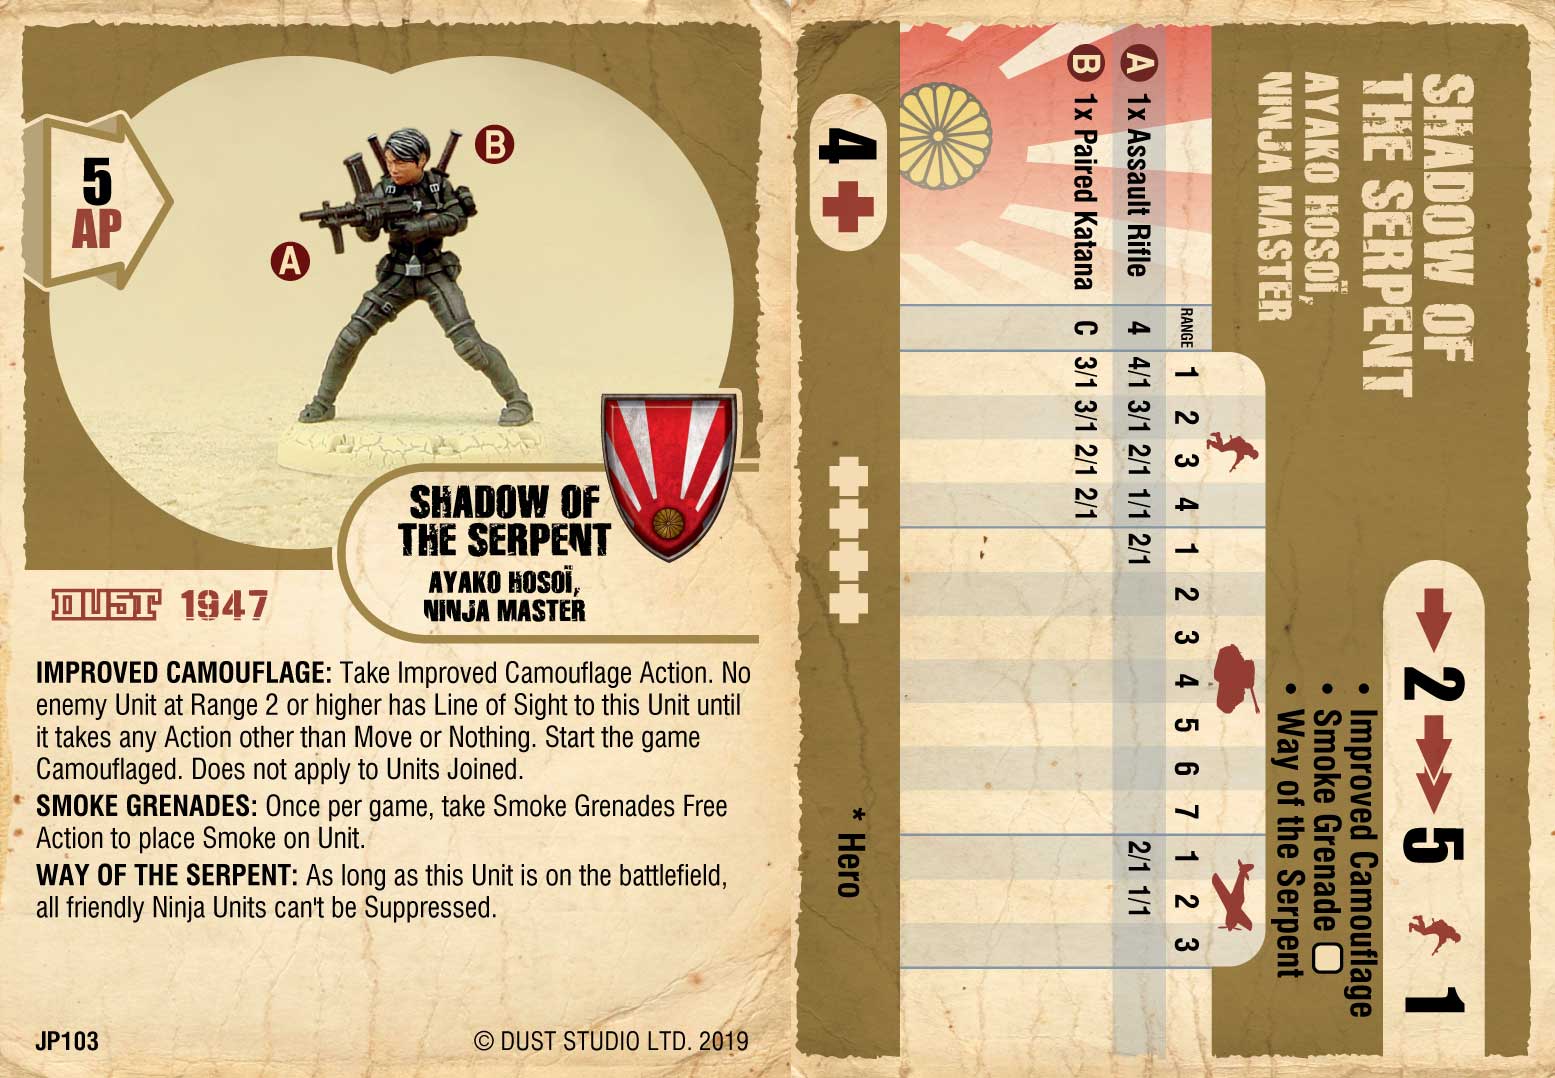 5
AP
A
B
SHADOW OF
THE SERPENT
AYAKO HOSOÏ,
NINJA MASTER
DUST 1947
IMPROVED CAMOUFLAGE: Take Improved Camouflage Action. No
enemy Unit at Range 2 or higher has Line of Sight to this Unit until
it takes any Action other than Move or Nothing. Start the game
Camouflaged. Does not apply to Units Joined.
SMOKE GRENADES: Once per game, take Smoke Grenades Free
Action to place Smoke on Unit.
WAY OF THE SERPENT: As long as this Unit is on the battlefield,
all friendly Ninja Units can't be Suppressed.
JP103
© DUST STUDIO LTD. 2019
SHADOW OF
THE SERPENT
AYAKO HOSOÏ,
NINJA MASTER
2 5 1
• Improved Camouflage
• Smoke Grenade
• Way of the Serpent
RANGE 1 2 3 4 1 2 3 4 5 6 7 1 2 3
A 1x Assault Rifle 4 4/1 3/1 2/1 1/1 2/1 2/1 1/1
B 1x Paired Katana C 3/1 3/1 2/1 2/1
4
* Hero